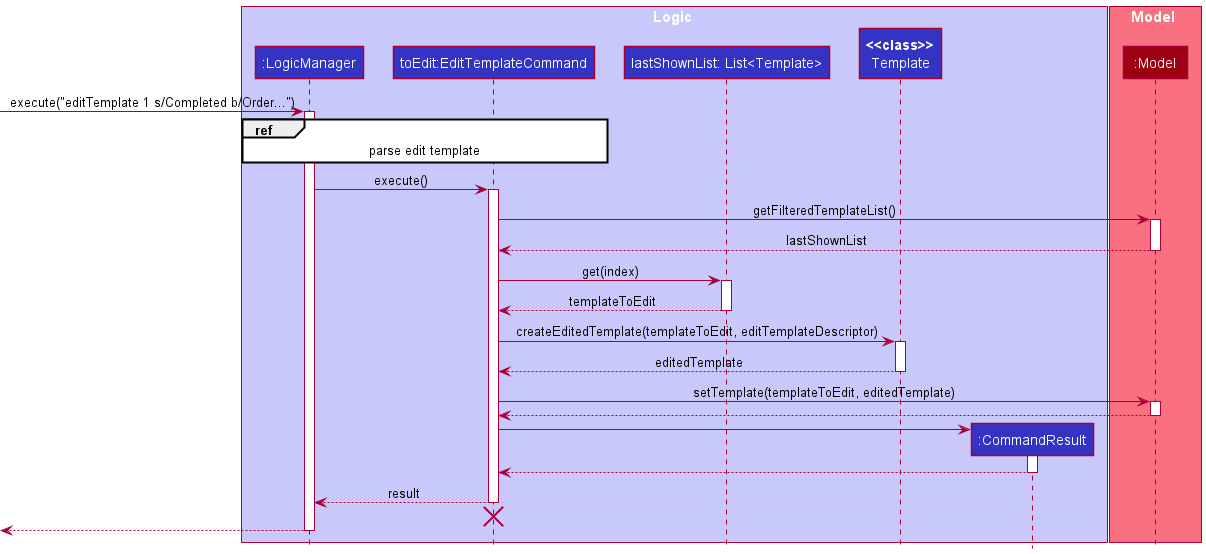 Logic
Model
<<class>>
:LogicManager
toEdit:EditTemplateCommand
lastShownList: List<Template>
Template
:Model
execute("editTemplate 1 s/Completed b/Order...")
ref
parse edit template
execute()
getFilteredTemplateList()
lastShownList
get(index)
templateToEdit
createEditedTemplate(templateToEdit, editTemplateDescriptor)
editedTemplate
setTemplate(templateToEdit, editedTemplate)
:CommandResult
result